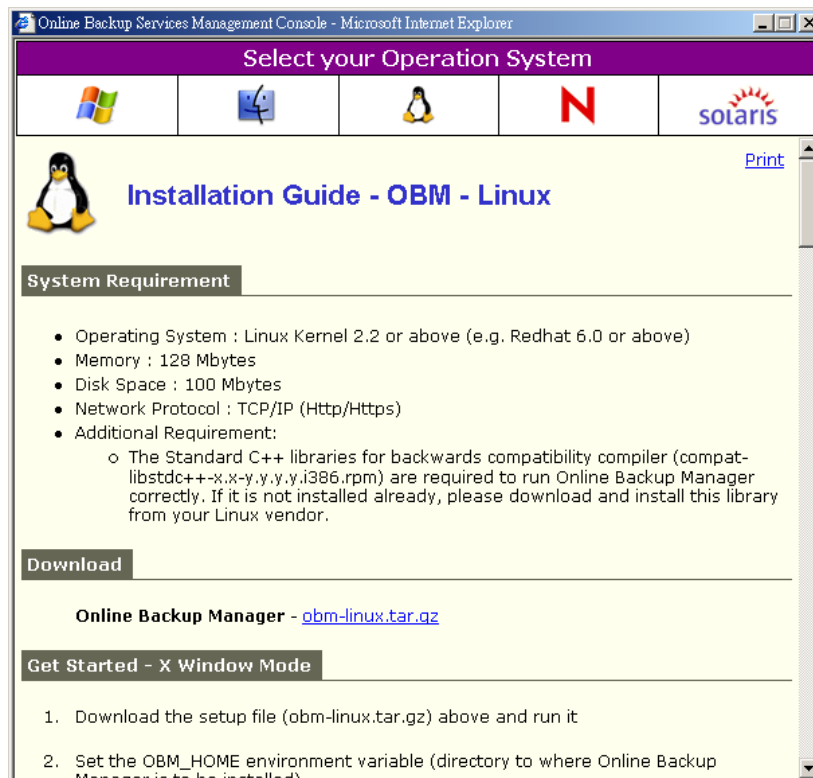 Online Backup Services Management Console - Microsoft Internet Explorer
Select your Operation System
N
solaris
Print
Installation Guide - OBM - Linux
System Requirement
Operating System : Linux Kernel 2.2 or above (e.g. Redhat 6.0 or above)
Memory : 128 Mbytes
Disk Space : 100 Mbytes
Network Protocol : TCP/IP (Http/Https)
Additional Requirement:
The Standard C++ libraries for backwards compatibility compiler (compat-
libstdc++-x.x-y.y.y.y.i386.rpm) are required to run Online Backup Manager
correctly. If it is not installed already, please download and install this library
from your Linux vendor.
Download
Online Backup Manager - obm-linux.tar.gz
Get Started - X Window Mode
1. Download the setup file (obm-linux.tar.gz) above and run it
2. Set the OBM_HOME environment variable (directory to where Online Backup
Manager is to be installed)